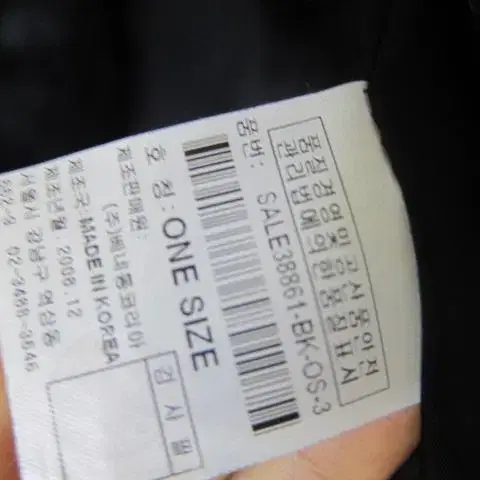 품질경영및공산품안전
관리법에의한품질표시
품번: SALE38861-BK-OS-3
호 칭: ONE SIZE
제조판매원:
(주)베네통코리아
제조국: MADE IN KOREA
제조년월: 2008.12
서울시 강남구 역삼동
02-3488-3546
검 사 필